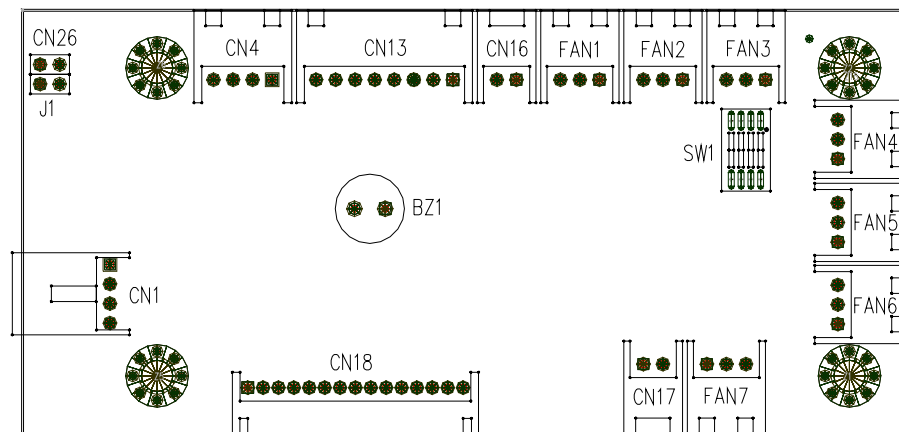 CN26
CN4
CN13
CN16
FAN1
FAN2
FAN3
J1
SW1
FAN4
BZ1
FAN5
CN1
FAN6
CN18
CN17
FAN7